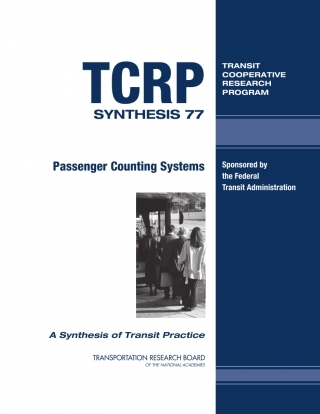 TCRP
SYNTHESIS 77
TRANSIT
COOPERATIVE
RESEARCH
PROGRAM
Passenger Counting Systems
Sponsored by
the Federal
Transit Administration
A Synthesis of Transit Practice
TRANSPORTATION RESEARCH BOARD
OF THE NATIONAL ACADEMIES